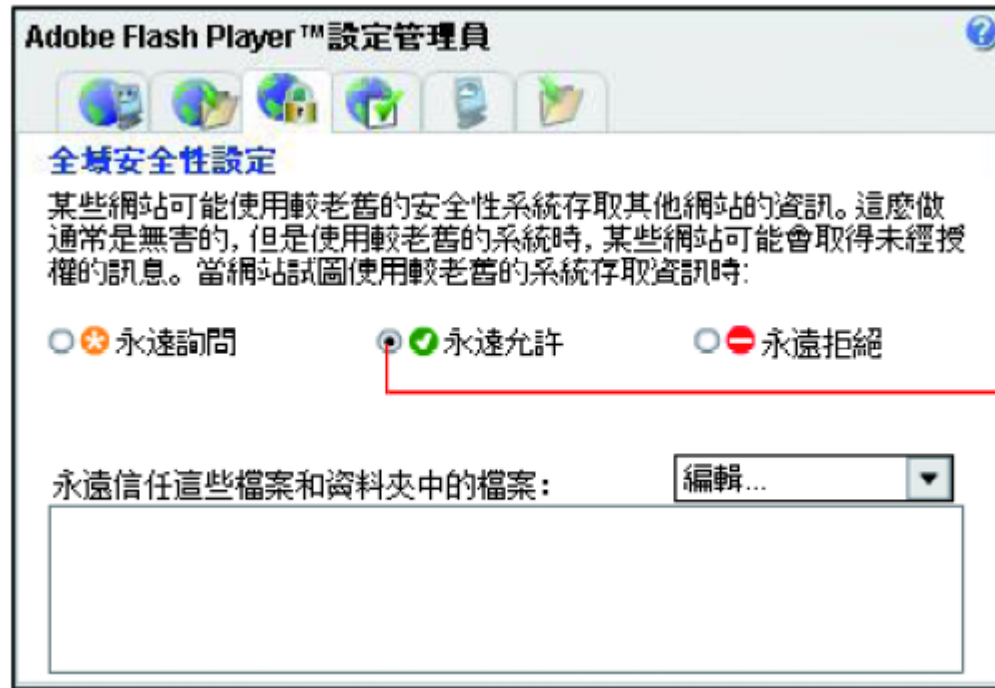 Adobe Flash Player™設定管理員
?
全域安全性設定
某些網站可能使用較老舊的安全性系統存取其他網站的資訊。這麼做
通常是無害的，但是使用較老舊的系統時，某些網站可能會取得未經授
權的訊息。當網站試圖使用較老舊的系統存取資訊時:
永遠詢問 永遠允許 永遠拒絕
永遠信任這些檔案和資料夾中的檔案: 編輯...